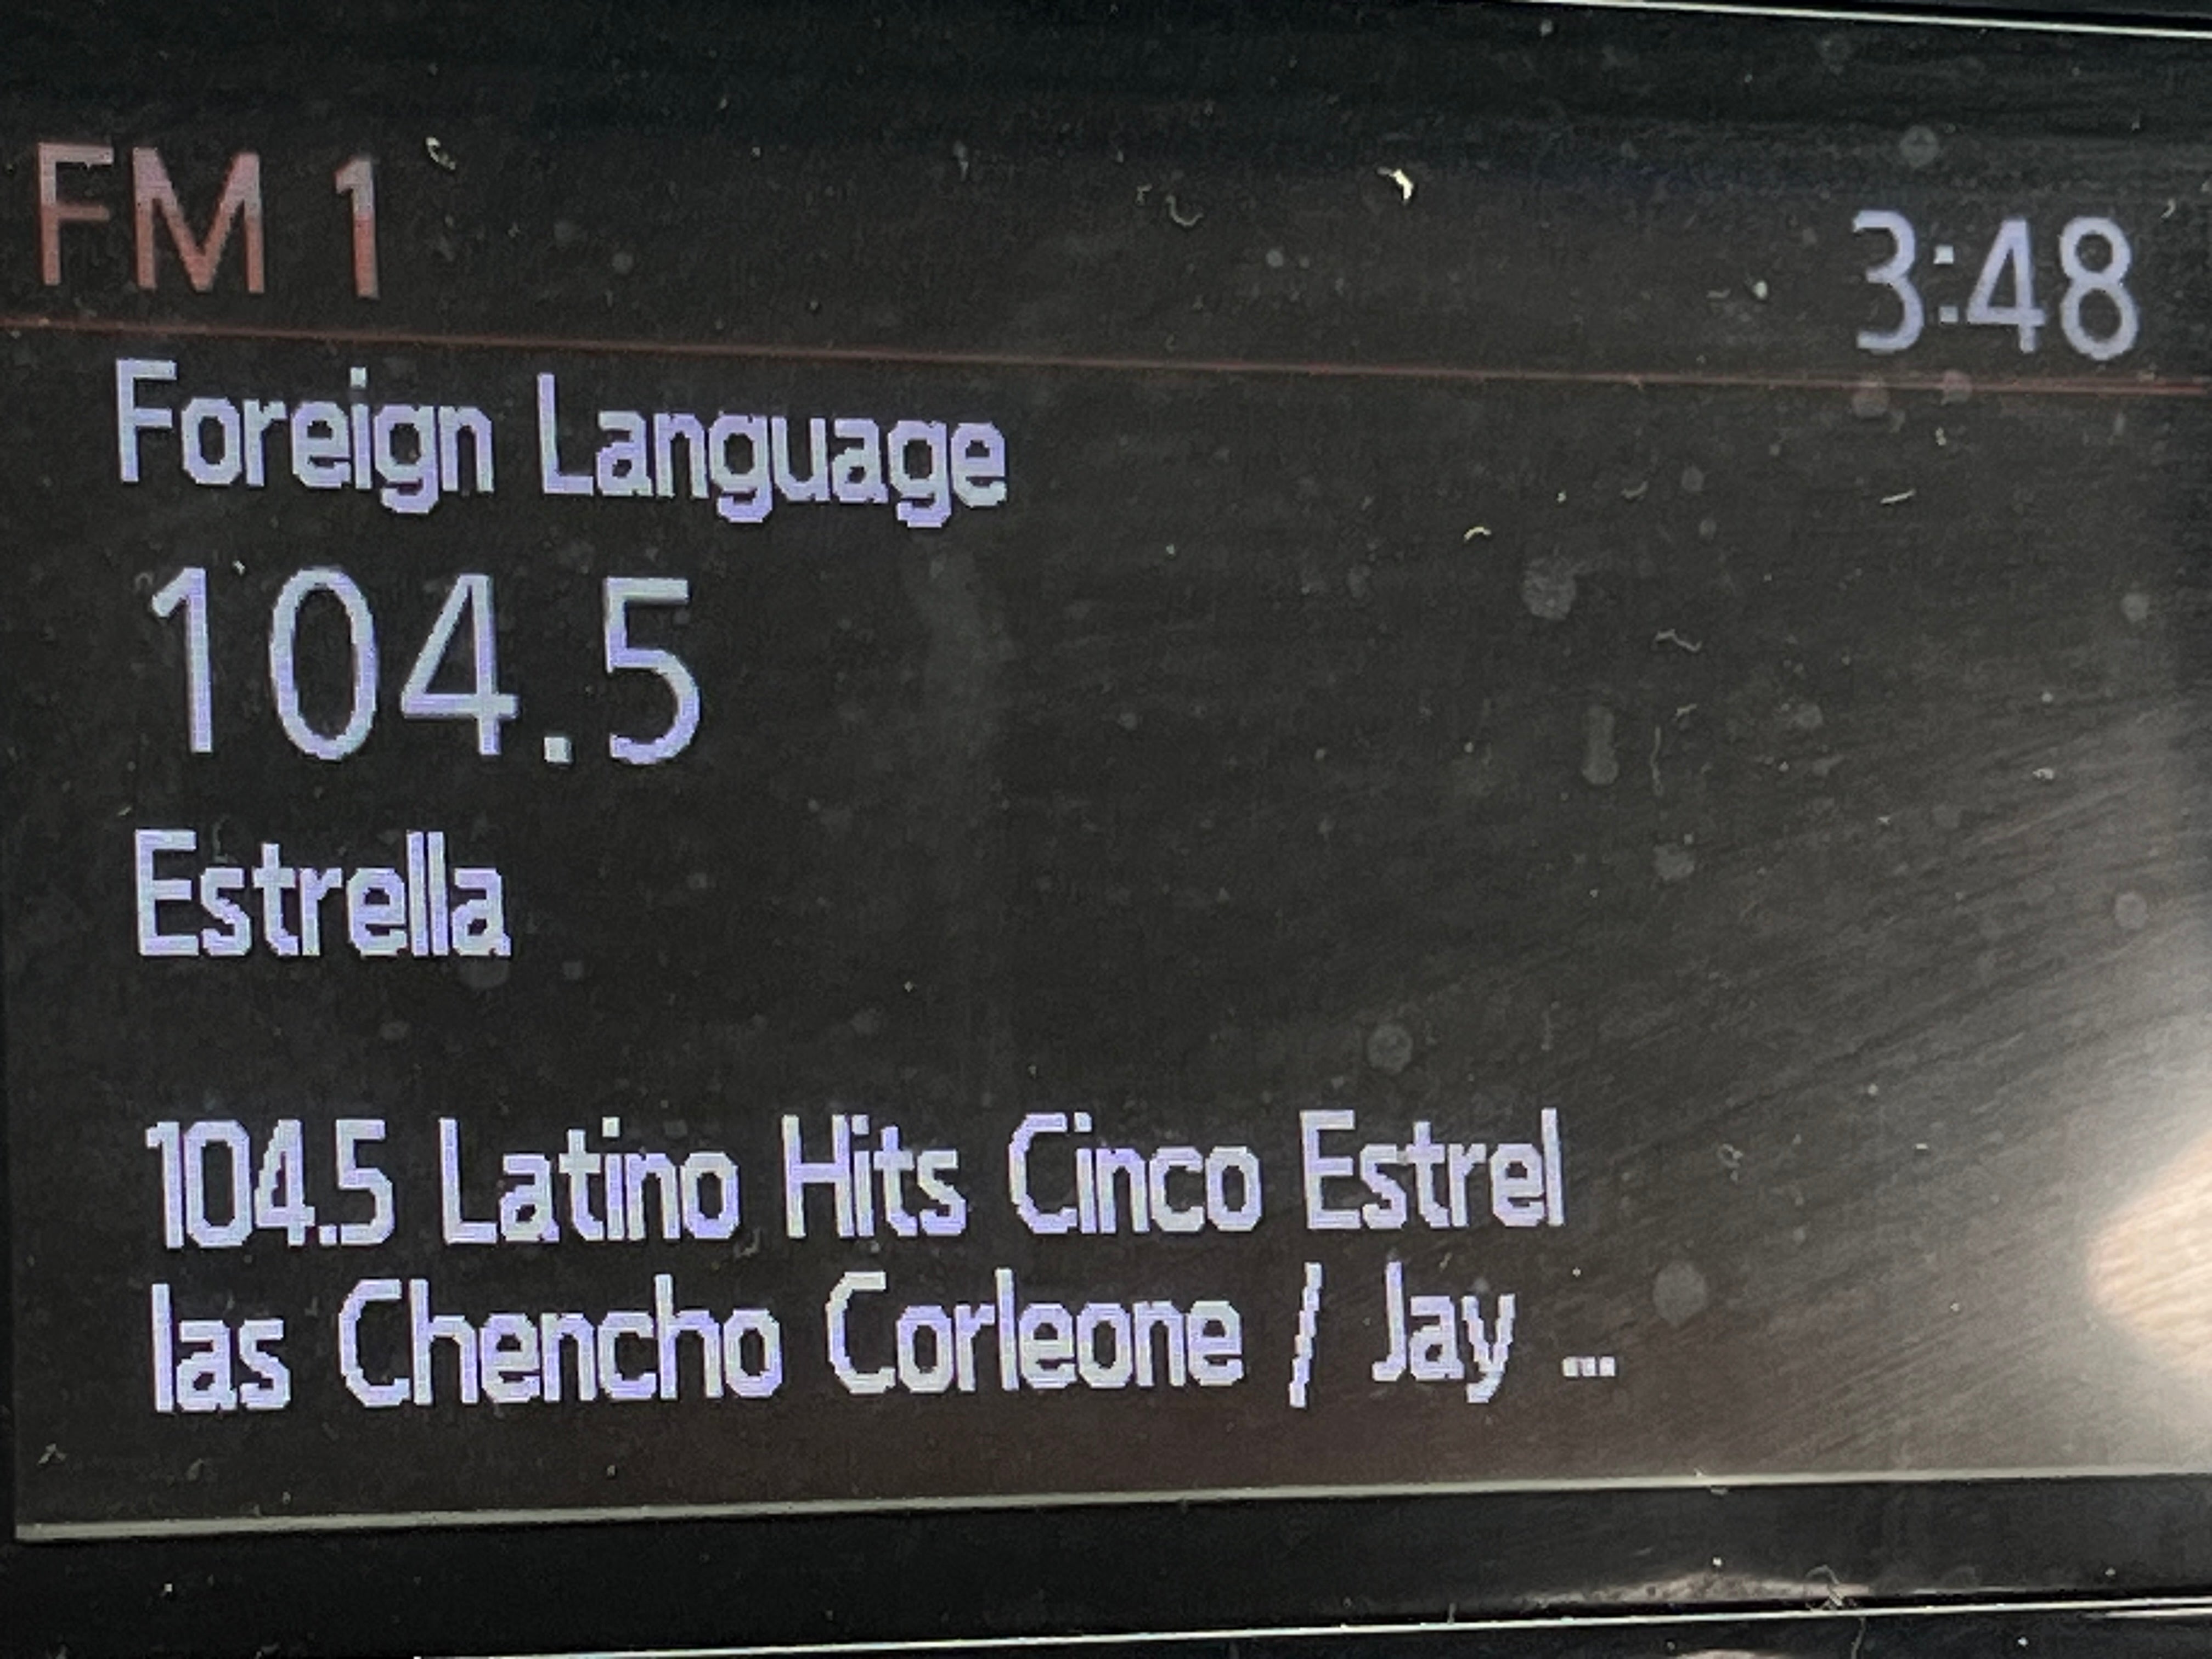 FM 1
3:48
Foreign Language
104.5
Estrella
104.5 Latino Hits Cinco Estrel
las Chencho Corleone / Jay ...